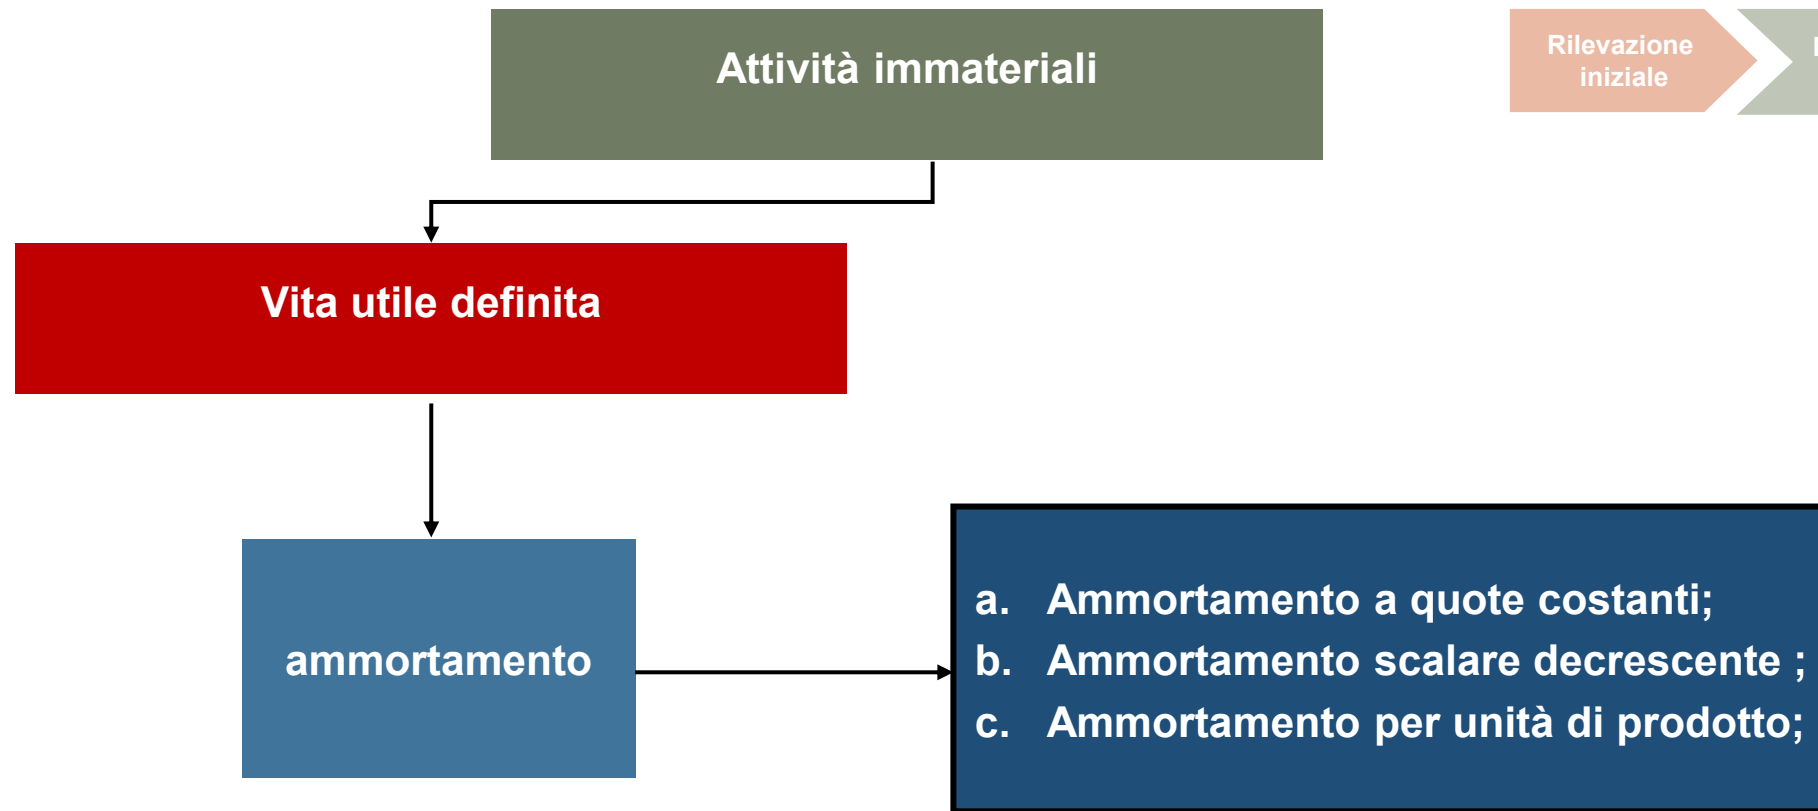 Attività immateriali
Rilevazione
iniziale
Vita utile definita
ammortamento
a. Ammortamento a quote costanti;
b. Ammortamento scalare decrescente ;
c. Ammortamento per unità di prodotto;